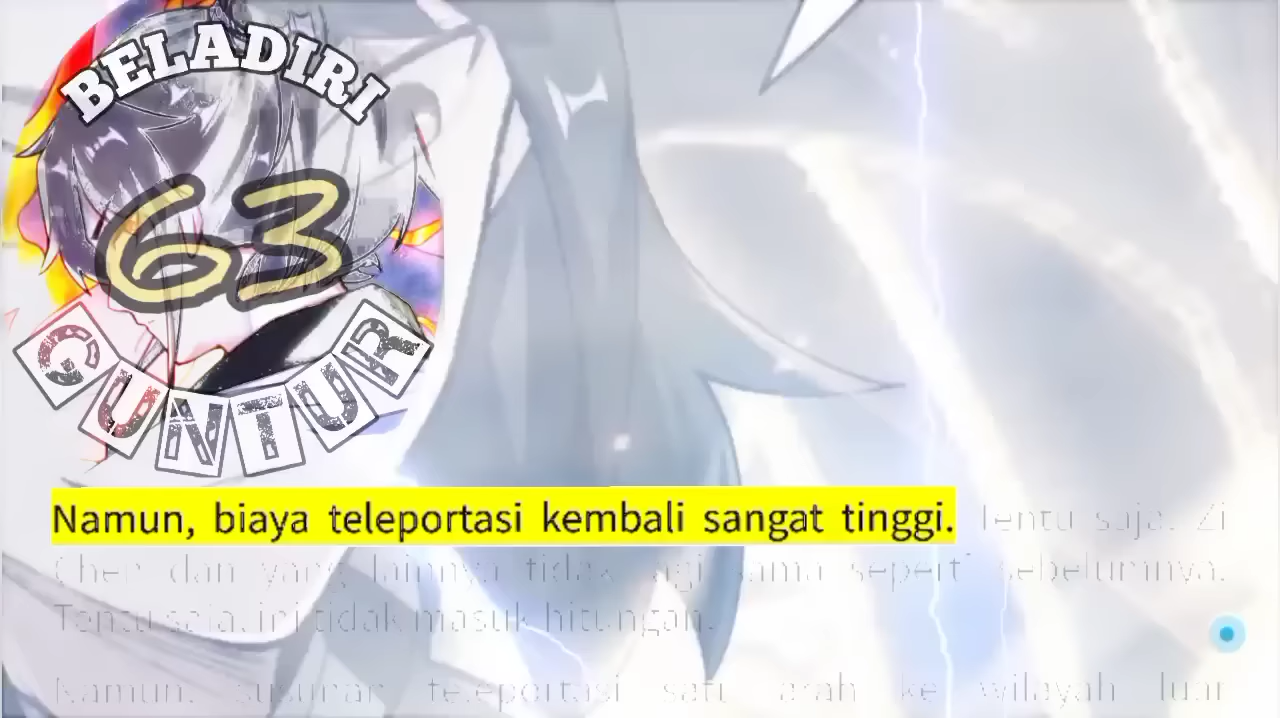 BELADIRI
63
GUNTUR
Namun, biaya teleportasi kembali sangat tinggi. Tentu saja. Zi
Chen dan yang lainnya tidak lagi sama seperti sebelumnya.
Tentu saja, ini tidak masuk hitungan.
Namun, susunan teleportasi satu arah ke wilayah luar